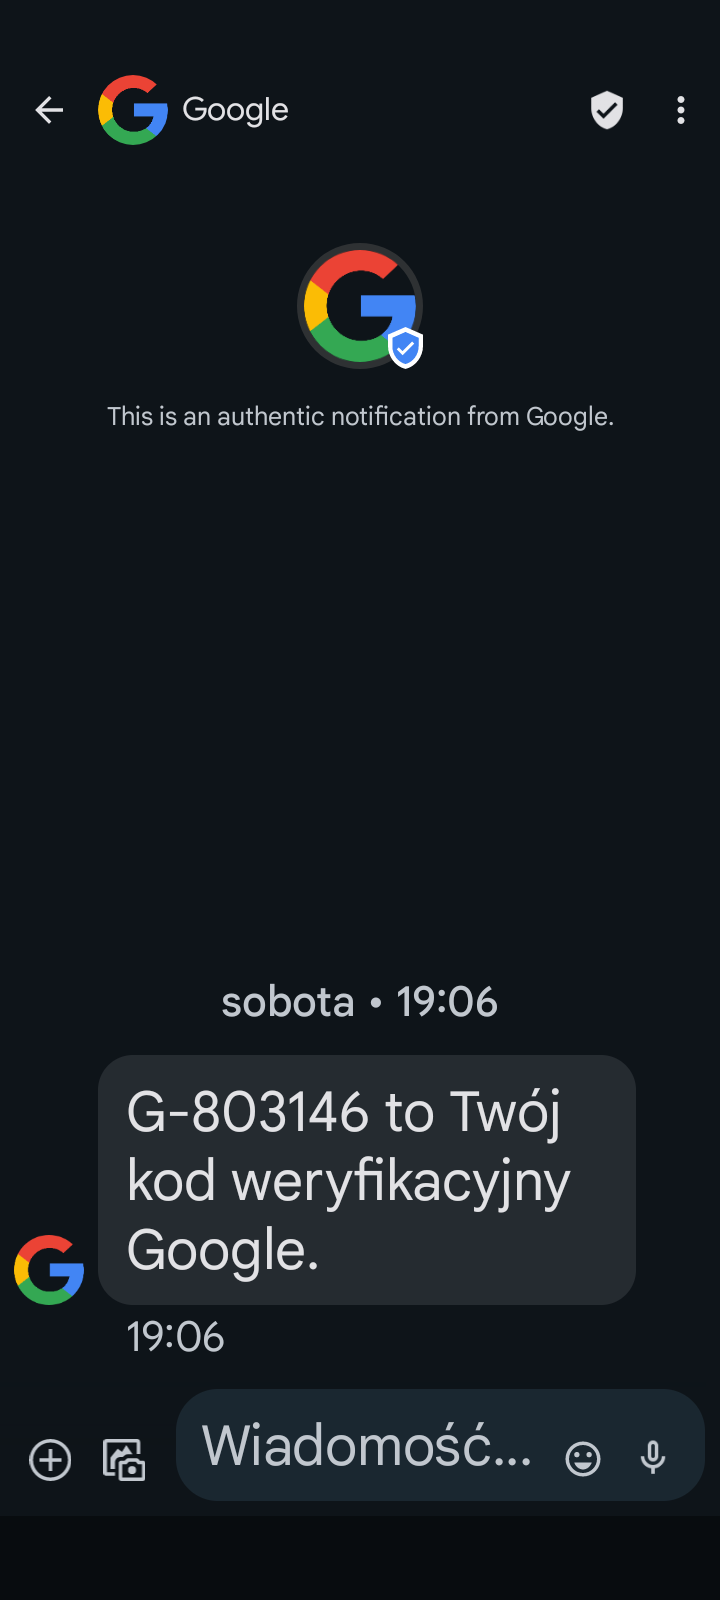 Google
This is an authentic notification from Google.
sobota • 19:06
G-803146 to Twój
kod weryfikacyjny
Google.
19:06
Wiadomość...